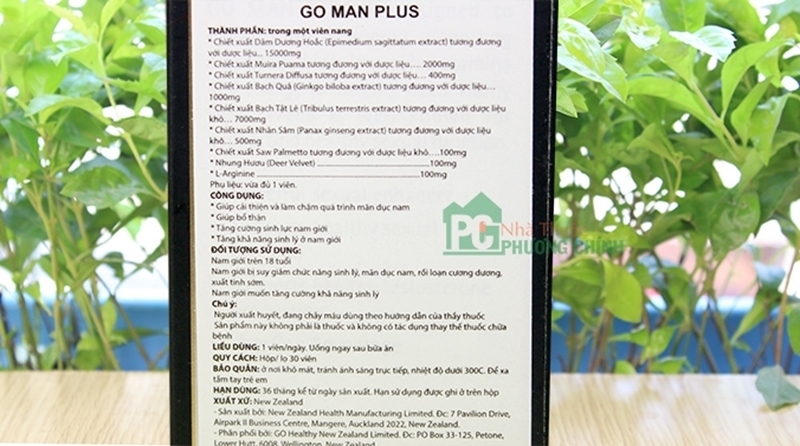 GO MAN PLUS
THÀNH PHẦN: trong một viên nang
* Chiết xuất Dâm Dương Hoắc (Epimedium sagittatum extract) tương đương
với dược liệu... 15000mg
* Chiết xuất Muira Puama tương đương với dược liệu..... 2000mg
* Chiết xuất Turnera Diffusa tương đương với dược liệu.... 400mg
* Chiết xuất Bạch Quả (Ginkgo biloba extract) tương đương với dược liệu…
1000mg
* Chiết xuất Bạch Tật Lê (Tribulus terrestris extract) tương đương với dược liệu
khô… 7000mg
* Chiết xuất Nhân Sâm (Panax ginseng extract) tương đương với dược liệu
khô… 500mg
* Chiết xuất Saw Palmetto tương đương với dược liệu khô.....100mg
* Nhung Hươu (Deer Velvet) ........................................100mg
* L-Arginine ..........................................................100mg
Phụ liệu: vừa đủ 1 viên.
CÔNG DỤNG:
* Giúp cải thiện và làm chậm quá trình mãn dục nam
* Giúp bổ thận
* Tăng cường sinh lực nam giới
* Tăng khả năng sinh lý ở nam giới
PC Nhà Th
PHƯƠNG CHÍNH
ĐỐI TƯỢNG SỬ DỤNG:
Nam giới trên 18 tuổi
Nam giới bị suy giảm chức năng sinh lý, mãn dục nam, rối loạn cương dương,
xuất tinh sớm.
Nam giới muốn tăng cường khả năng sinh lý
Chú ý:
Người xuất huyết, đang chảy máu dùng theo hướng dẫn của thầy thuốc
Sản phẩm này không phải là thuốc và không có tác dụng thay thế thuốc chữa
bệnh
LIỀU DÙNG: 1 viên/ngày. Uống ngay sau bữa ăn
QUY CÁCH: Hộp/ lọ 30 viên
BẢO QUẢN: ở nơi khô mát, tránh ánh sáng trực tiếp, nhiệt độ dưới 300C. Để xa
tầm tay trẻ em
HẠN DÙNG: 36 tháng kể từ ngày sản xuất. Hạn sử dụng được ghi ở trên hộp
XUẤT XỨ: New Zealand
- Sản xuất bởi: New Zealand Health Manufacturing Limited. Đc: 7 Pavilion Drive,
Airpark II Business Centre, Mangere, Auckland 2022, New Zealand.
- Phân phối bởi: GO Healthy New Zealand Limited. Đc: PO Box 33-125, Petone,
Lower Hutt, 6008, Wellington, New Zealand